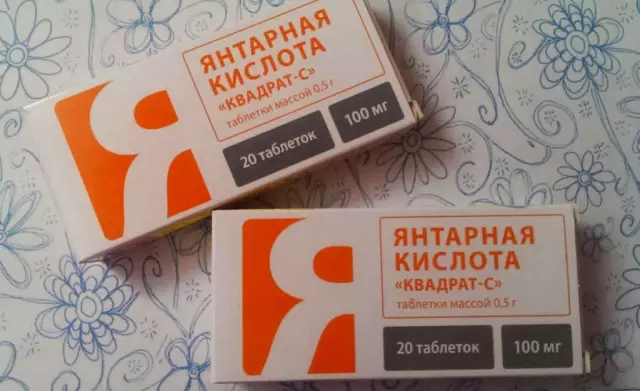 Я
ЯНТАРНАЯ
КИСЛОТА
«КВАДРАТ-С»
таблетки массой 0,5 г
20 таблеток
100 мг
Я
ЯНТАРНАЯ
КИСЛОТА
«КВАДРАТ-С»
таблетки массой 0,5 г
20 таблеток
100 мг